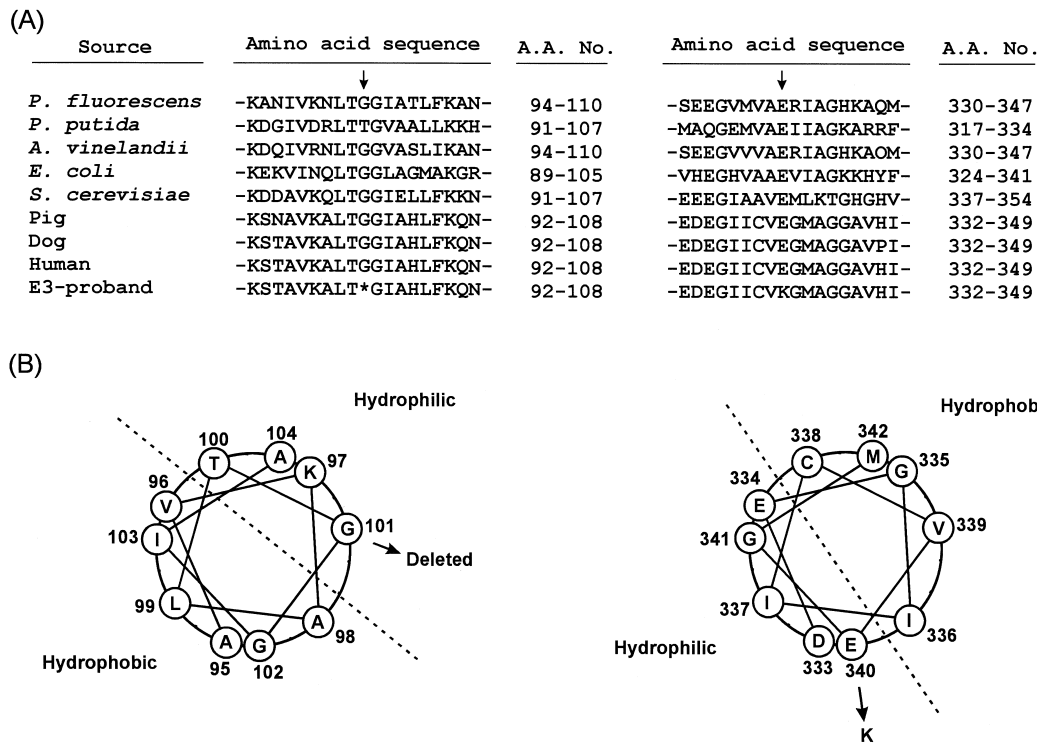 (A)
Source Amino acid sequence A.A. No. Amino acid sequence A.A. No.
P. fluorescens -KANIVKNLTGGIATLFKAN- 94-110 -SEEGVMVAERIAGHKAQM- 330-347
P. putida -KDGIVDRLTTGVAALLKKH- 91-107 -MAQGEMVAEIIAGKARRF- 317-334
A. vinelandii -KDQIVRNLTGGVASLIKAN- 94-110 -SEEGVVVAERIAGHKAOM- 330-347
E. coli -KEKVINQLTGGLAGMAKGR- 89-105 -VHEGHVAAEVIAGKKHYF- 324-341
S. cerevisiae -KDDAVKQLTGGIELLFKKN- 91-107 -EEEGIAAVEMLKTGHGHV- 337-354
Pig -KSNAVKALTGGIAHLFKQN- 92-108 -EDEGIICVEGMAGGAVHI- 332-349
Dog -KSTAVKALTGGIAHLFKQN- 92-108 -EDEGIICVEGMAGGAVPI- 332-349
Human -KSTAVKALTGGIAHLFKQN- 92-108 -EDEGIICVEGMAGGAVHI- 332-349
E3-proband -KSTAVKALT*GIAHLFKQN- 92-108 -EDEGIICVKGMAGGAVHI- 332-349
(B)
Hydrophilic
100 T
104 A
97 K
96 V
G 101
Deleted
103 I
99 L
A 98
A 95
G 102
Hydrophobic
Hydrophob
338 C
342 M
G 335
334 E
V 339
341 G
337 I
I 336
D 333
E 340
Hydrophilic
K